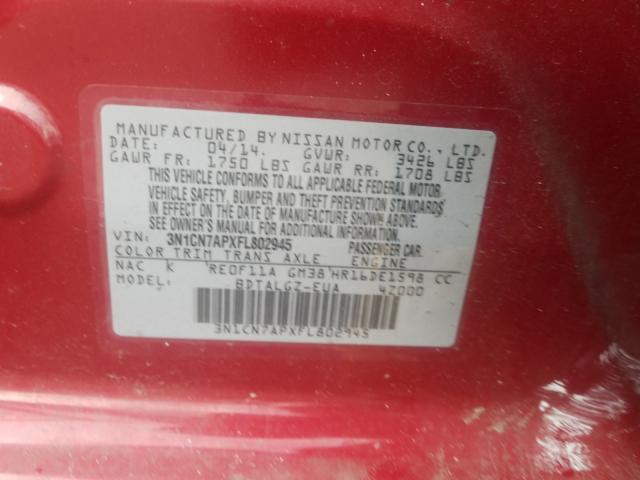 MANUFACTURED BY NISSAN MOTOR CO., LTD.
DATE: 04/14. GVWR: 3426 LBS
GAWR FR: 1750 LBS GAWR RR: 1708 LBS
THIS VEHICLE CONFORMS TO ALL APPLICABLE FEDERAL MOTOR
VEHICLE SAFETY, BUMPER AND THEFT PREVENTION STANDARDS
IN EFFECT ON THE DATE OF MANUFACTURE SHOWN ABOVE.
SEE OWNER'S MANUAL FOR ADDITIONAL INFORMATION.
VIN: 3N1CN7APXFL802945 PASSENGER CAR.
COLOR TRIM TRANS AXLE ENGINE
NAC K RE0F11A GM38 HR16DE1598 CC
MODEL: BDTALGZ-EUA 42000
3N1CN7APXFL802945